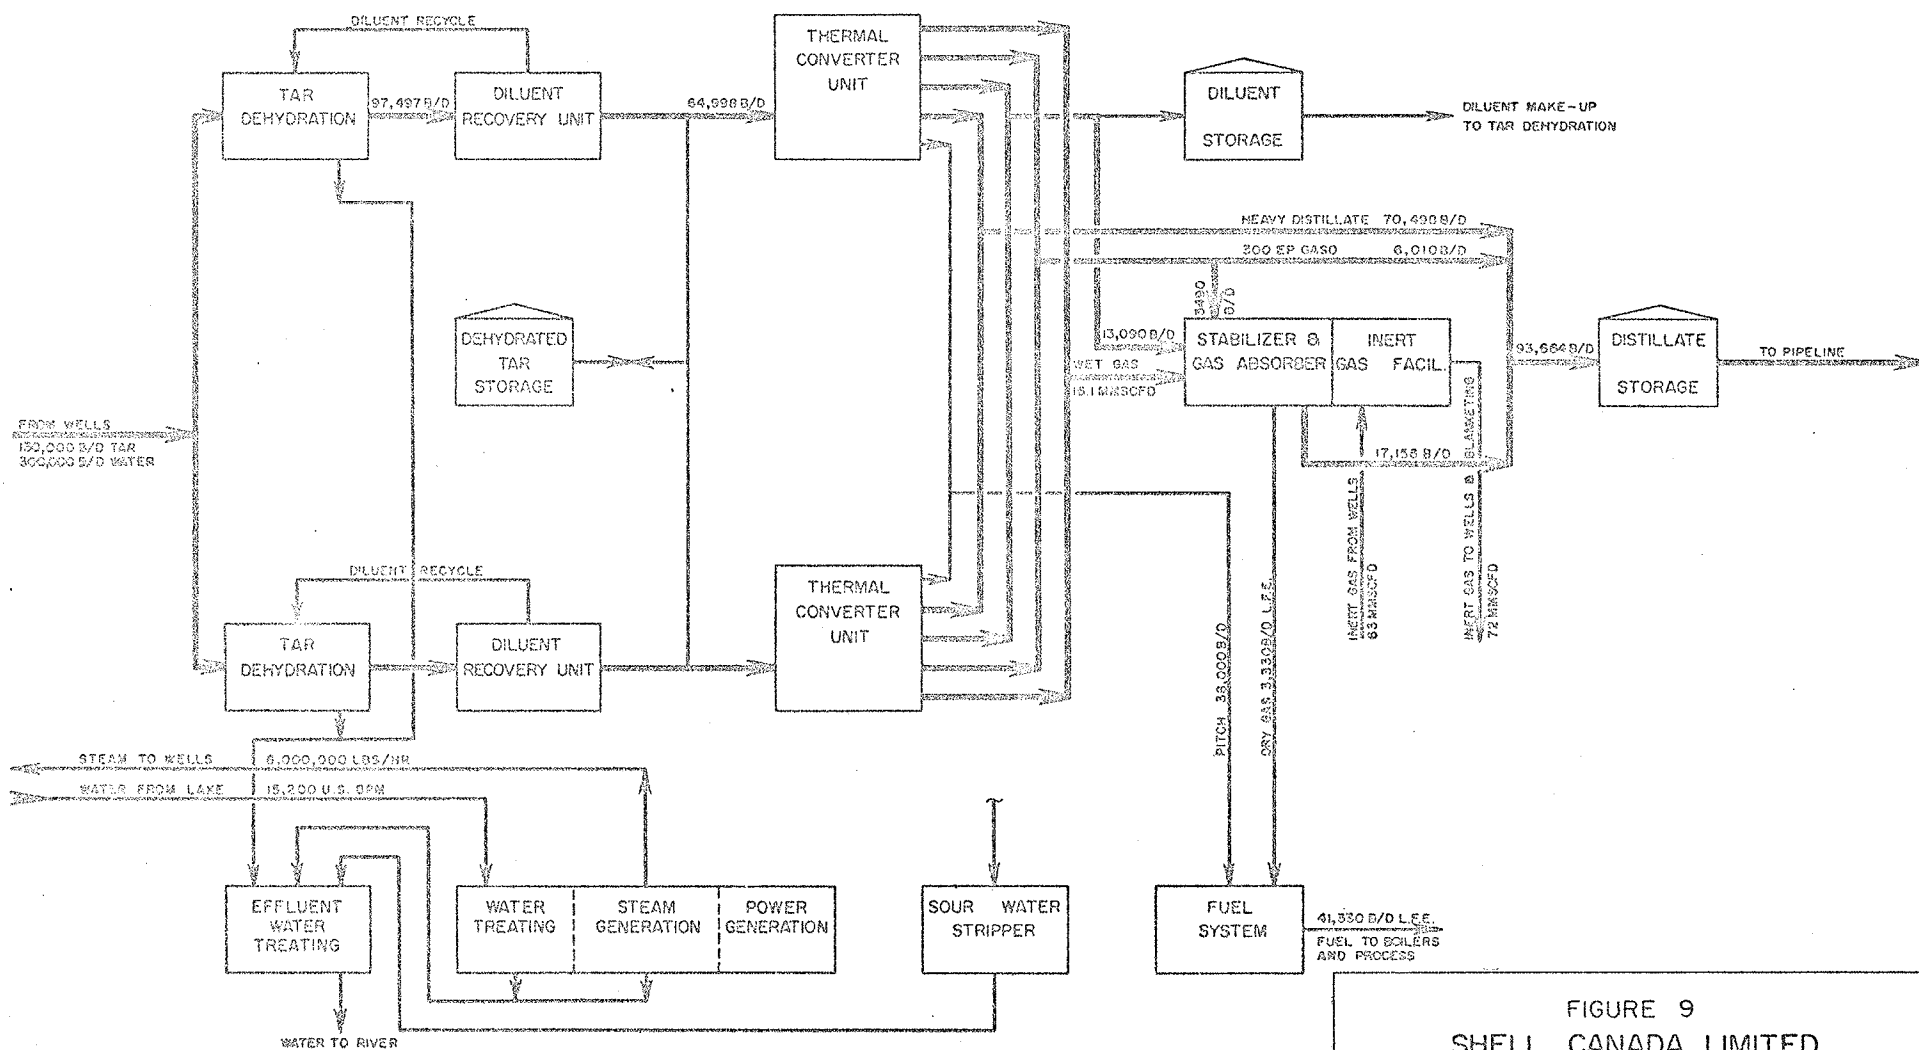 DILUENT RECYCLE
TAR
DEHYDRATION
97,497 B/D
DILUENT
RECOVERY UNIT
64,998 B/D
THERMAL
CONVERTER
UNIT
DILUENT
STORAGE
DILUENT MAKE-UP
TO TAR DEHYDRATION
HEAVY DISTILLATE 70,490 B/D
300 EP GASO 6,010 B/D
3490
B/D
13,090 B/D
WET GAS
15.1 MMSCFD
STABILIZER &
GAS ABSORBER
INERT
GAS FACIL.
93,664 B/D
DISTILLATE
STORAGE
TO PIPELINE
DEHYDRATED
TAR
STORAGE
FROM WELLS
130,000 B/D TAR
300,000 B/D WATER
17,158 B/D
INERT GAS FROM WELLS
63 MMSCFD
INERT GAS TO WELLS & BLANKETING
72 MMSCFD
DILUENT RECYCLE
TAR
DEHYDRATION
DILUENT
RECOVERY UNIT
THERMAL
CONVERTER
UNIT
PITCH 38,000 B/D
DRY GAS 3,330 B/D L.F.E.
STEAM TO WELLS 6,000,000 LBS/HR
WATER FROM LAKE 15,200 U.S. GPM
EFFLUENT
WATER
TREATING
WATER
TREATING
STEAM
GENERATION
POWER
GENERATION
SOUR WATER
STRIPPER
FUEL
SYSTEM
41,330 B/D L.F.E.
FUEL TO BOILERS
AND PROCESS
WATER TO RIVER
FIGURE 9
SHELL CANADA LIMITED